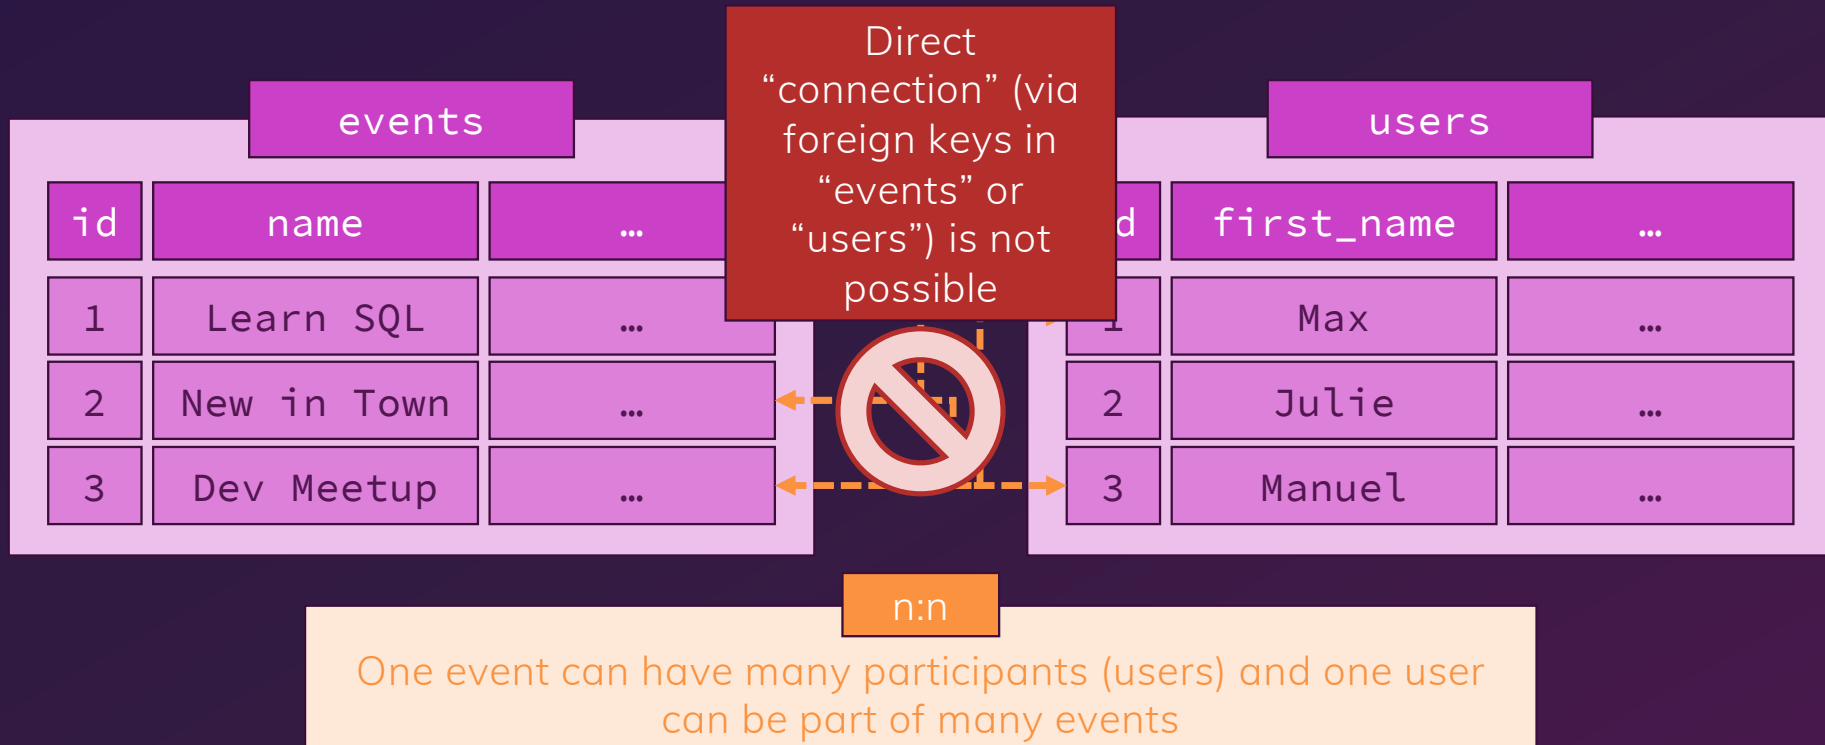 Direct
“connection” (via
foreign keys in
“events” or
“users”) is not
possible
events
id name …
1 Learn SQL …
2 New in Town …
3 Dev Meetup …
users
d first_name …
1 Max …
2 Julie …
3 Manuel …
n:n
One event can have many participants (users) and one user
can be part of many events